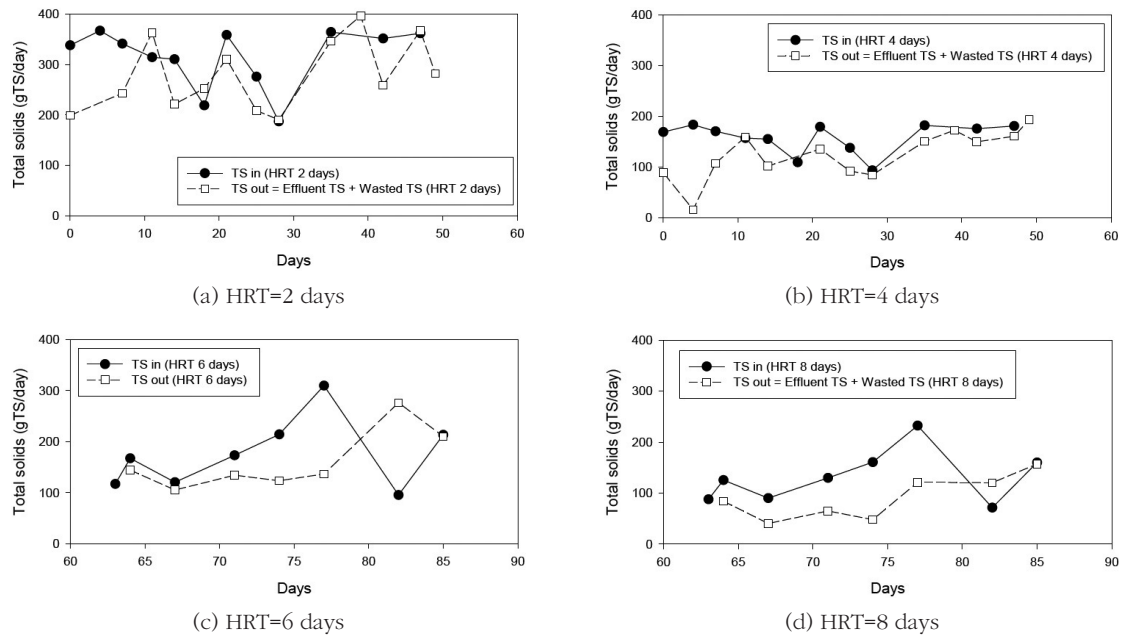 400
300
200
100
0
Total solids (gTS/day)
TS in (HRT 2 days)
TS out = Effluent TS + Wasted TS (HRT 2 days)
0 10 20 30 40 50 60
Days
(a) HRT=2 days
400
300
200
100
0
Total solids (gTS/day)
TS in (HRT 4 days)
TS out = Effluent TS + Wasted TS (HRT 4 days)
0 10 20 30 40 50 60
Days
(b) HRT=4 days
400
300
200
100
0
Total solids (gTS/day)
TS in (HRT 6 days)
TS out (HRT 6 days)
60 65 70 75 80 85 90
Days
(c) HRT=6 days
400
300
200
100
0
Total solids (gTS/day)
TS in (HRT 8 days)
TS out = Effluent TS + Wasted TS (HRT 8 days)
60 65 70 75 80 85 90
Days
(d) HRT=8 days